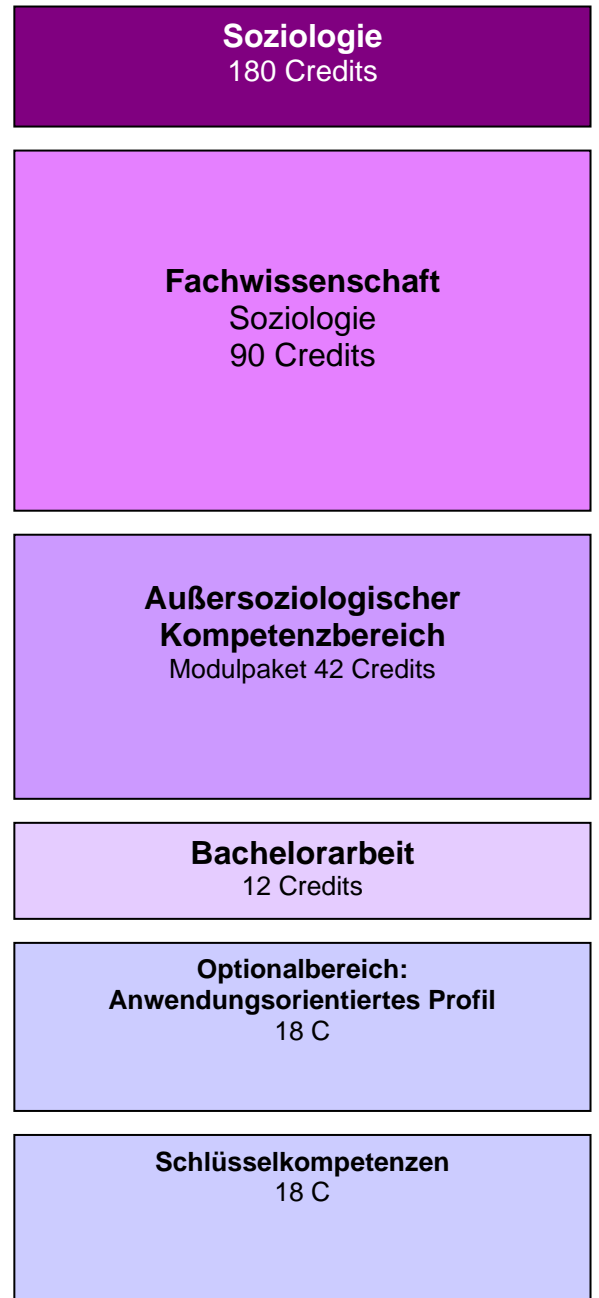 Soziologie
180 Credits
Fachwissenschaft
Soziologie
90 Credits
Außersoziologischer
Kompetenzbereich
Modulpaket 42 Credits
Bachelorarbeit
12 Credits
Optionalbereich:
Anwendungsorientiertes Profil
18 C
Schlüsselkompetenzen
18 C